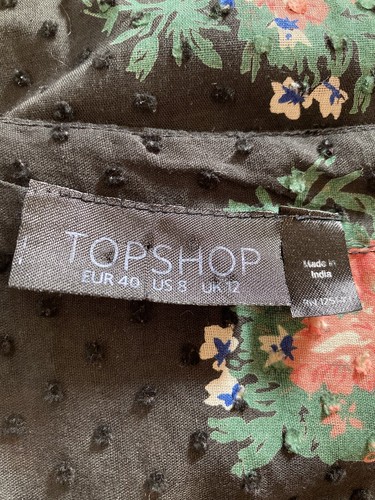 TOPSHOP
EUR 40 US 8 UK 12
Made in
India